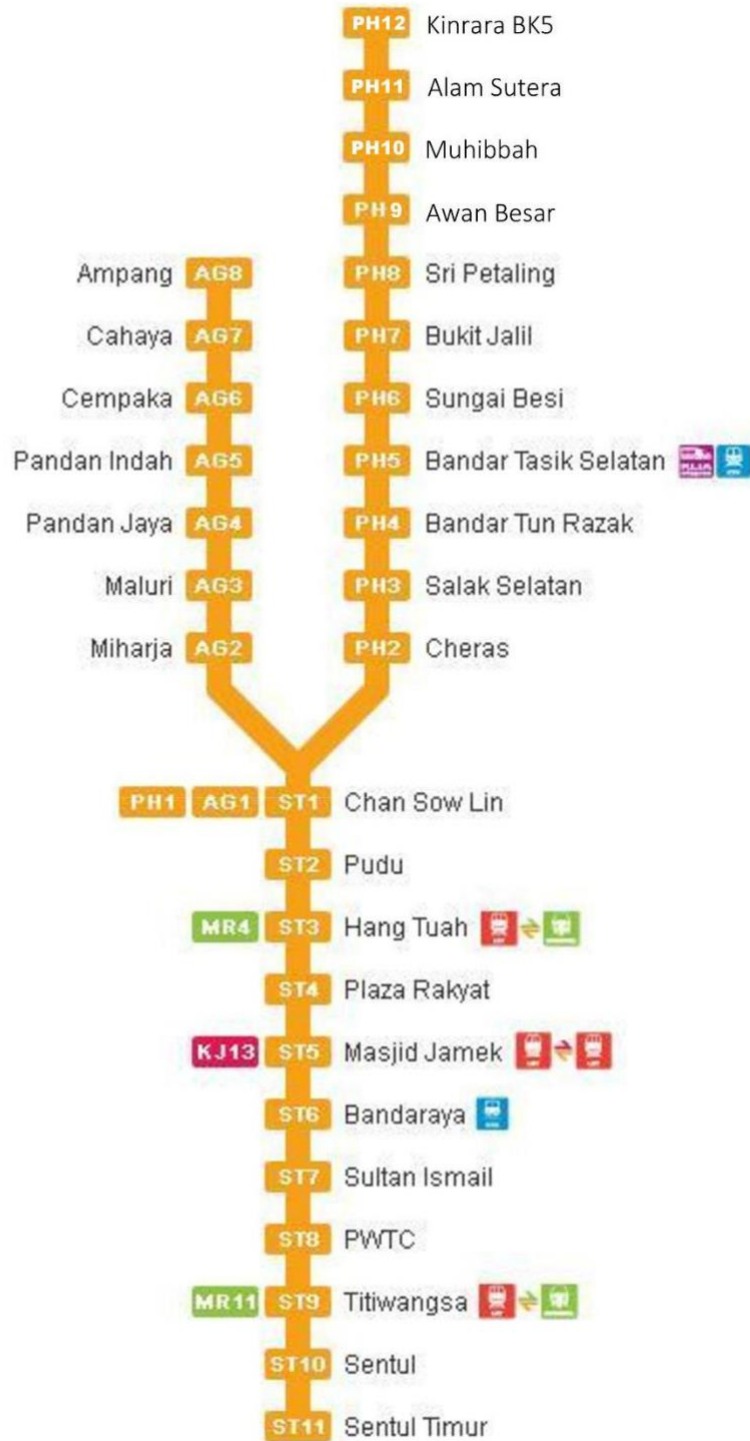 PH12 Kinrara BK5
PH11 Alam Sutera
PH10 Muhibbah
PH9 Awan Besar
Ampang AG8 PH8 Sri Petaling
Cahaya AG7 PH7 Bukit Jalil
Cempaka AG6 PH6 Sungai Besi
Pandan Indah AG5 PH5 Bandar Tasik Selatan
Pandan Jaya AG4 PH4 Bandar Tun Razak
Maluri AG3 PH3 Salak Selatan
Miharja AG2 PH2 Cheras
PH1 AG1 ST1 Chan Sow Lin
ST2 Pudu
MR4 ST3 Hang Tuah
ST4 Plaza Rakyat
KJ13 ST5 Masjid Jamek
ST6 Bandaraya
ST7 Sultan Ismail
ST8 PWTC
MR11 ST9 Titiwangsa
ST10 Sentul
ST11 Sentul Timur